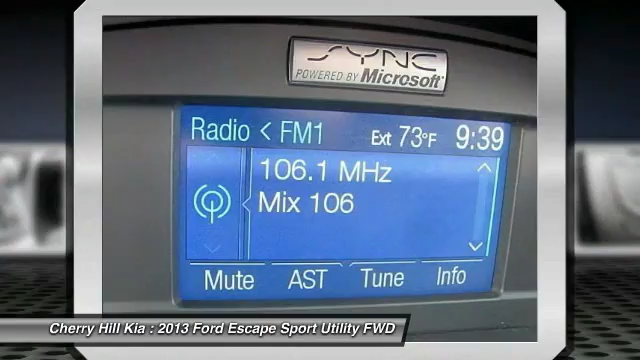 SYNC
POWERED BY Microsoft
Radio < FM1 Ext 73°F 9:39
106.1 MHz
Mix 106
Mute AST Tune Info
Cherry Hill Kia : 2013 Ford Escape Sport Utility FWD